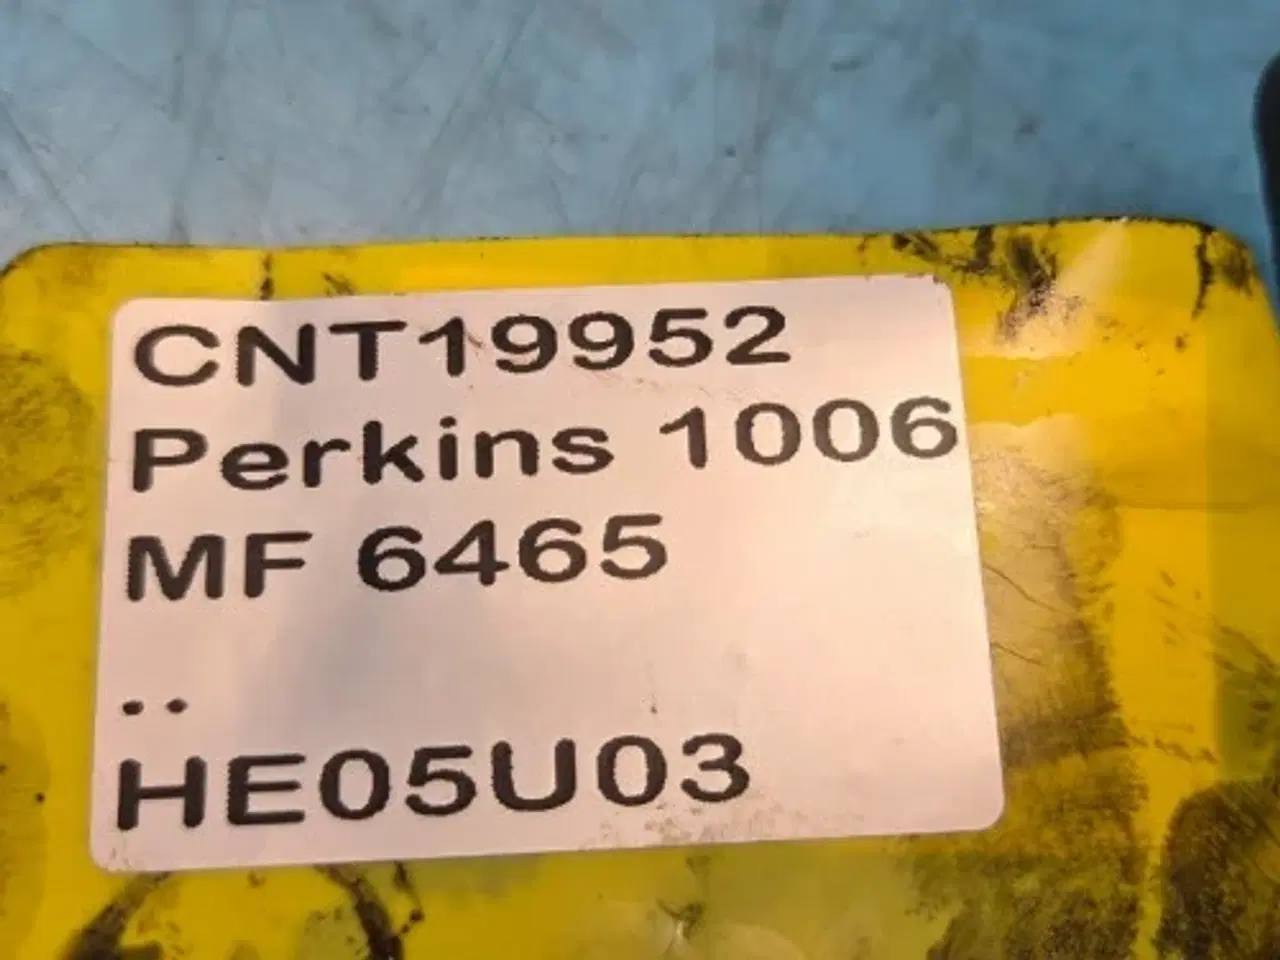 CNT19952
Perkins 1006
MF 6465
..
HE05U03